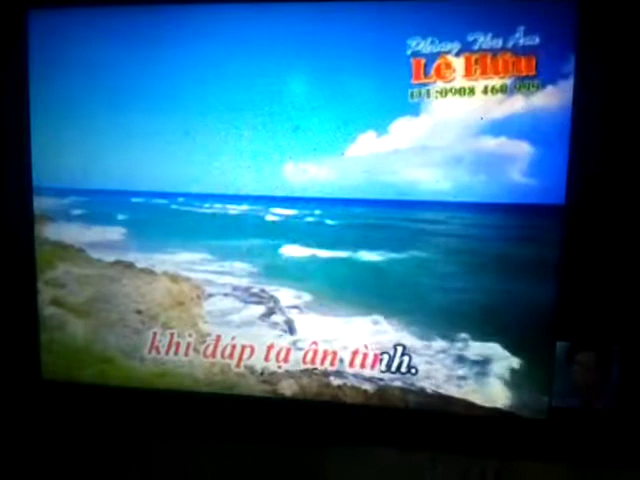 Phòng Thu Âm
Lê Hữu
ĐT:0908 460 999
khi đáp tạ ân tình.